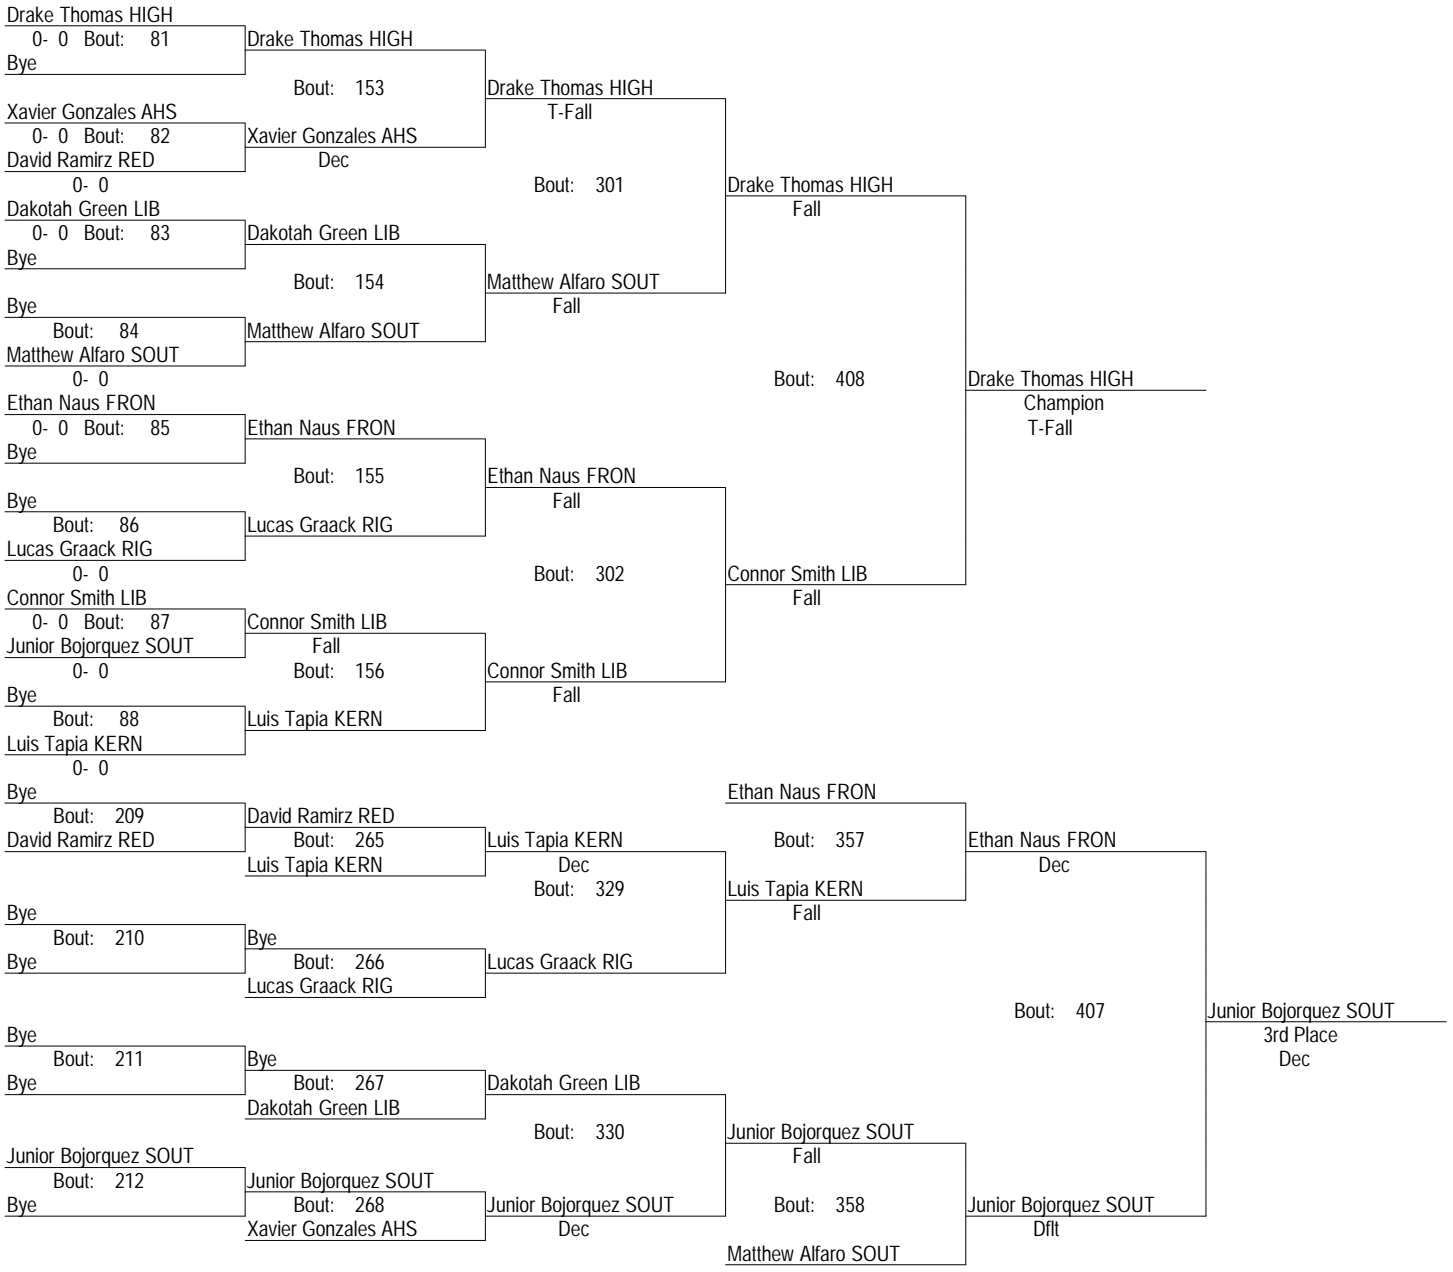 Drake Thomas HIGH
0- 0 Bout: 81 Drake Thomas HIGH
Bye
Bout: 153 Drake Thomas HIGH
Xavier Gonzales AHS T-Fall
0- 0 Bout: 82 Xavier Gonzales AHS
David Ramirz RED Dec
0- 0 Bout: 301 Drake Thomas HIGH
Dakotah Green LIB Fall
0- 0 Bout: 83 Dakotah Green LIB
Bye
Bout: 154 Matthew Alfaro SOUT
Bye Fall
Bout: 84 Matthew Alfaro SOUT
Matthew Alfaro SOUT
0- 0 Bout: 408 Drake Thomas HIGH
Ethan Naus FRON Champion
0- 0 Bout: 85 Ethan Naus FRON T-Fall
Bye
Bout: 155 Ethan Naus FRON
Bye Fall
Bout: 86 Lucas Graack RIG
Lucas Graack RIG
0- 0 Bout: 302 Connor Smith LIB
Connor Smith LIB Fall
0- 0 Bout: 87 Connor Smith LIB
Junior Bojorquez SOUT Fall
0- 0 Bout: 156 Connor Smith LIB
Bye Fall
Bout: 88 Luis Tapia KERN
Luis Tapia KERN
0- 0
Bye Ethan Naus FRON
Bout: 209 David Ramirz RED
David Ramirz RED Bout: 265 Luis Tapia KERN Bout: 357 Ethan Naus FRON
Luis Tapia KERN Dec Dec
Bout: 329 Luis Tapia KERN
Bye Fall
Bout: 210 Bye
Bye Bout: 266 Lucas Graack RIG
Lucas Graack RIG
Bout: 407 Junior Bojorquez SOUT
Bye 3rd Place
Bout: 211 Bye Dec
Bye Bout: 267 Dakotah Green LIB
Dakotah Green LIB
Bout: 330 Junior Bojorquez SOUT
Junior Bojorquez SOUT Fall
Bout: 212 Junior Bojorquez SOUT
Bye Bout: 268 Junior Bojorquez SOUT Bout: 358 Junior Bojorquez SOUT
Xavier Gonzales AHS Dec Dflt
Matthew Alfaro SOUT